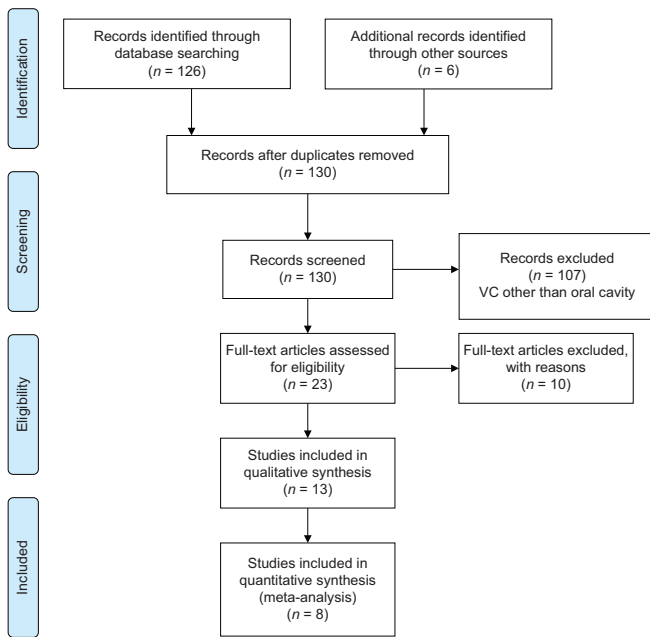 Identification
Records identified through
database searching
(n = 126)
Additional records identified
through other sources
(n = 6)
Records after duplicates removed
(n = 130)
Screening
Records screened
(n = 130)
Records excluded
(n = 107)
VC other than oral cavity
Eligibility
Full-text articles assessed
for eligibility
(n = 23)
Full-text articles excluded,
with reasons
(n = 10)
Studies included in
qualitative synthesis
(n = 13)
Included
Studies included in
quantitative synthesis
(meta-analysis)
(n = 8)